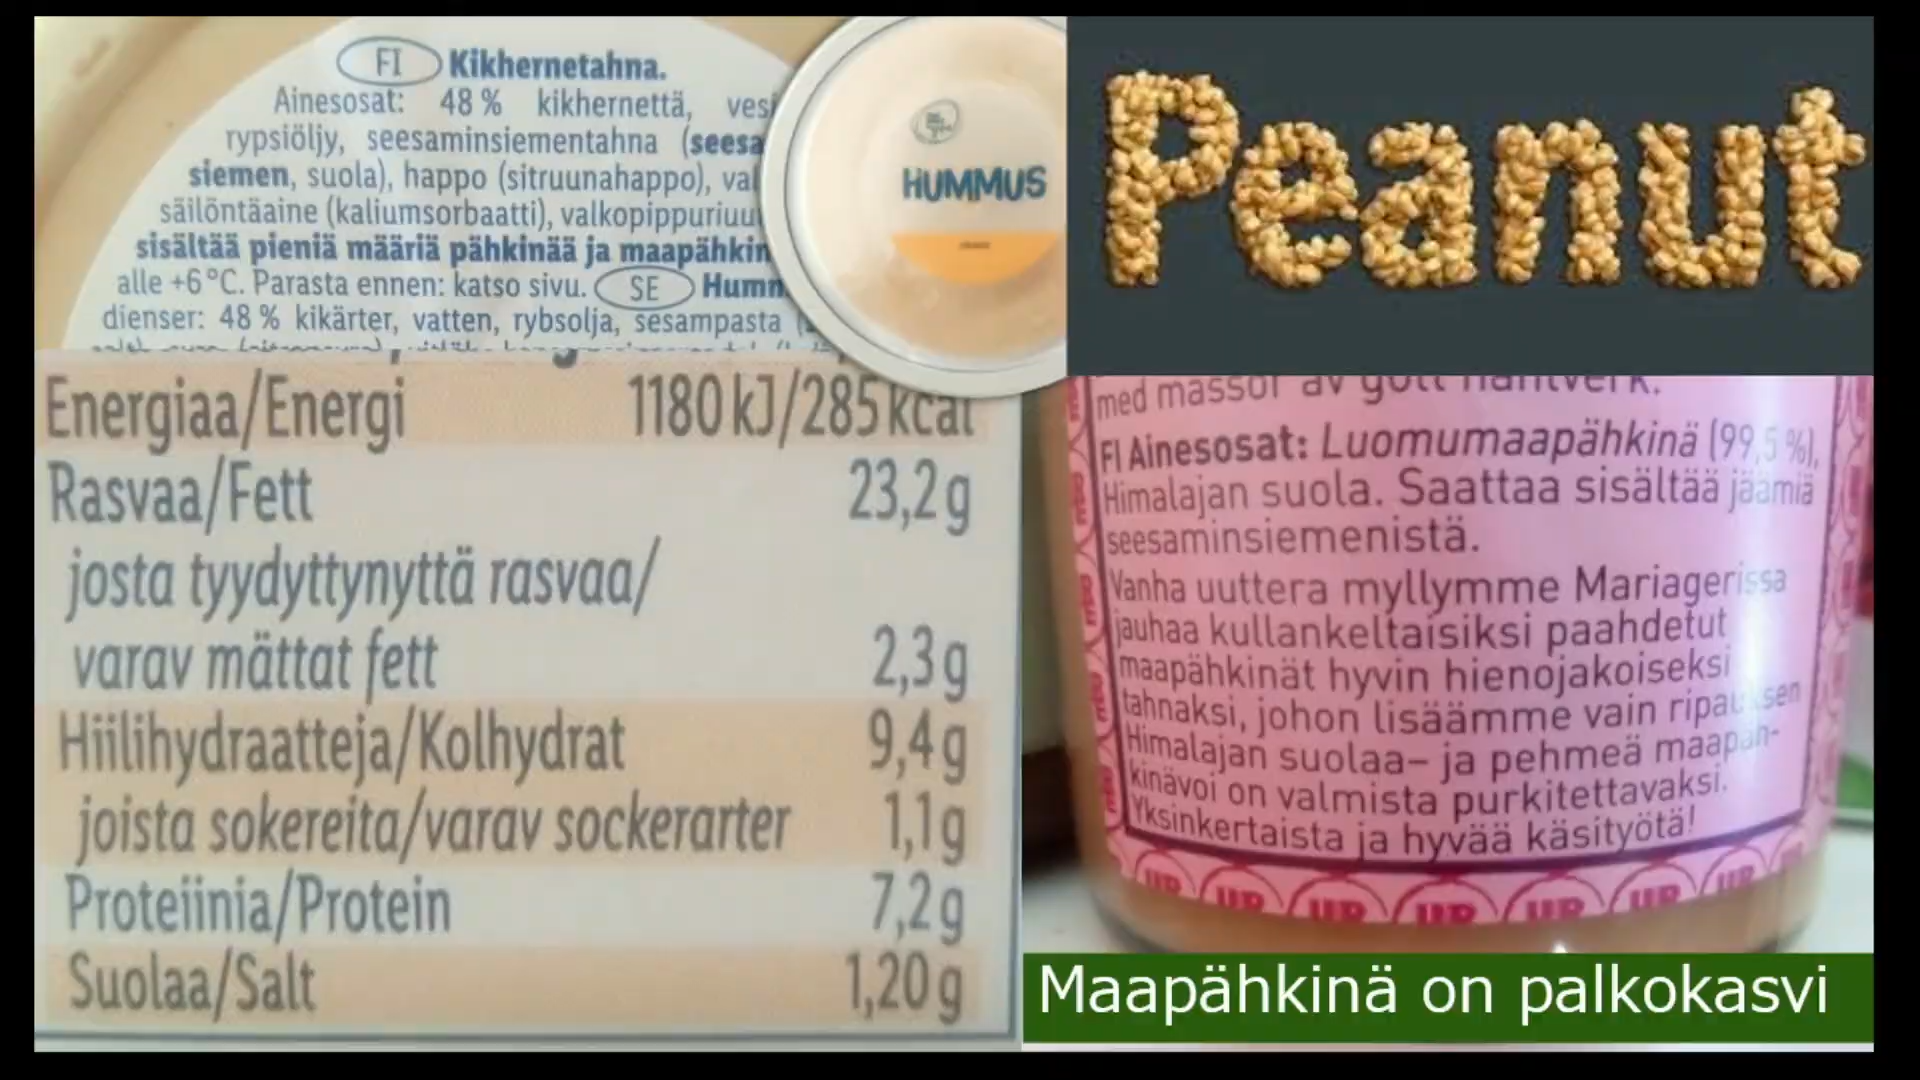 FI Kikhernetahna.
Ainesosat: 48 % kikhernettä,
rypsiöljy, seesaminsiementahna
siemen, suola), happo (sitruunahappo),
säilöntäaine (kaliumsorbaatti),
sisältää pieniä määriä pähkinää ja
alle +6 °C. Parasta ennen: katso sivu. SE
dienser: 48 % kikärter, vatten, rybsolja, sesampasta
HUMMUS
Energiaa/Energi 1180 kJ/285 kcal
Rasvaa/Fett 23,2 g
josta tyydyttynyttä rasvaa/
varav mättat fett 2,3 g
Hiilihydraatteja/Kolhydrat 9,4 g
joista sokereita/varav sockerarter 1,1 g
Proteiinia/Protein 7,2 g
Suolaa/Salt 1,20 g
Peanut
med massor av gott hantverk.
FI Ainesosat: Luomumaapähkinä (99,5 %),
Himalajan suola. Saattaa sisältää jäämiä
seesaminsiemenistä.
Vanha uuttera myllymme Mariagerissa
jauhaa kullankeltaisiksi paahdetut
maapähkinät hyvin hienojakoiseksi
tahnaksi, johon lisäämme vain ripauksen
Himalajan suolaa– ja pehmeä maapäh-
kinävoi on valmista purkitettavaksi.
Yksinkertaista ja hyvää käsityötä!
Maapähkinä on palkokasvi